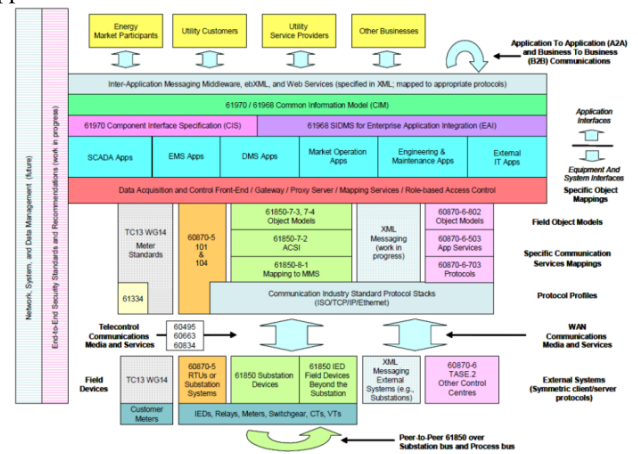 Energy
Market Participants
Utility Customers
Utility
Service Providers
Other Businesses
Application To Application (A2A)
and Business To Business
(B2B) Communications
Network, System, and Data Management (future)
End-to-End Security Standards and Recommendations (work in progress)
Inter-Application Messaging Middleware, ebXML, and Web Services (specified in XML; mapped to appropriate protocols)
61970 / 61968 Common Information Model (CIM)
61970 Component Interface Specification (CIS)
61968 SIDMS for Enterprise Application Integration (EAI)
Application
Interfaces
SCADA Apps
EMS Apps
DMS Apps
Market Operation
Apps
Engineering &
Maintenance Apps
External
IT Apps
Equipment And
System Interfaces
Data Acquisition and Control Front-End / Gateway / Proxy Server / Mapping Services / Role-based Access Control
Specific Object
Mappings
TC13 WG14
Meter
Standards
60870-5
101
&
104
61850-7-3, 7-4
Object Models
61850-7-2
ACSI
61850-8-1
Mapping to MMS
XML
Messaging
(work in
progress)
60870-6-802
Object Models
60870-6-503
App Services
60870-6-703
Protocols
Field Object Models
Specific Communication
Services Mappings
61334
Communication Industry Standard Protocol Stacks
(ISO/TCP/IP/Ethernet)
Protocol Profiles
Telecontrol
Communications
Media and Services
60495
60663
60834
WAN
Communications
Media and Services
Field
Devices
TC13 WG14
60870-5
RTUs or
Substation
Systems
61850 Substation
Devices
61850 IED
Field Devices
Beyond the
Substation
XML
Messaging
External
Systems (e.g.,
Substations)
60870-6
TASE.2
Other Control
Centres
External Systems
(Symmetric client/server
protocols)
Customer
Meters
IEDs, Relays, Meters, Switchgear, CTs, VTs
Peer-to-Peer 61850 over
Substation bus and Process bus